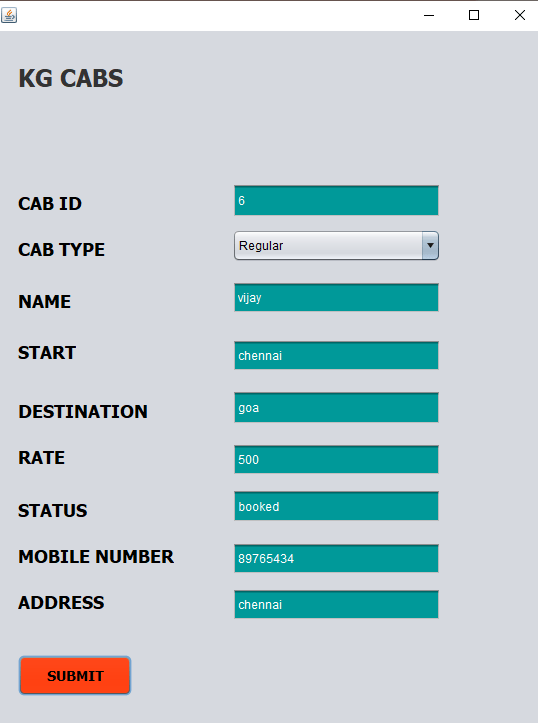 KG CABS
CAB ID 6
CAB TYPE Regular
NAME vijay
START chennai
DESTINATION goa
RATE 500
STATUS booked
MOBILE NUMBER 89765434
ADDRESS chennai
SUBMIT